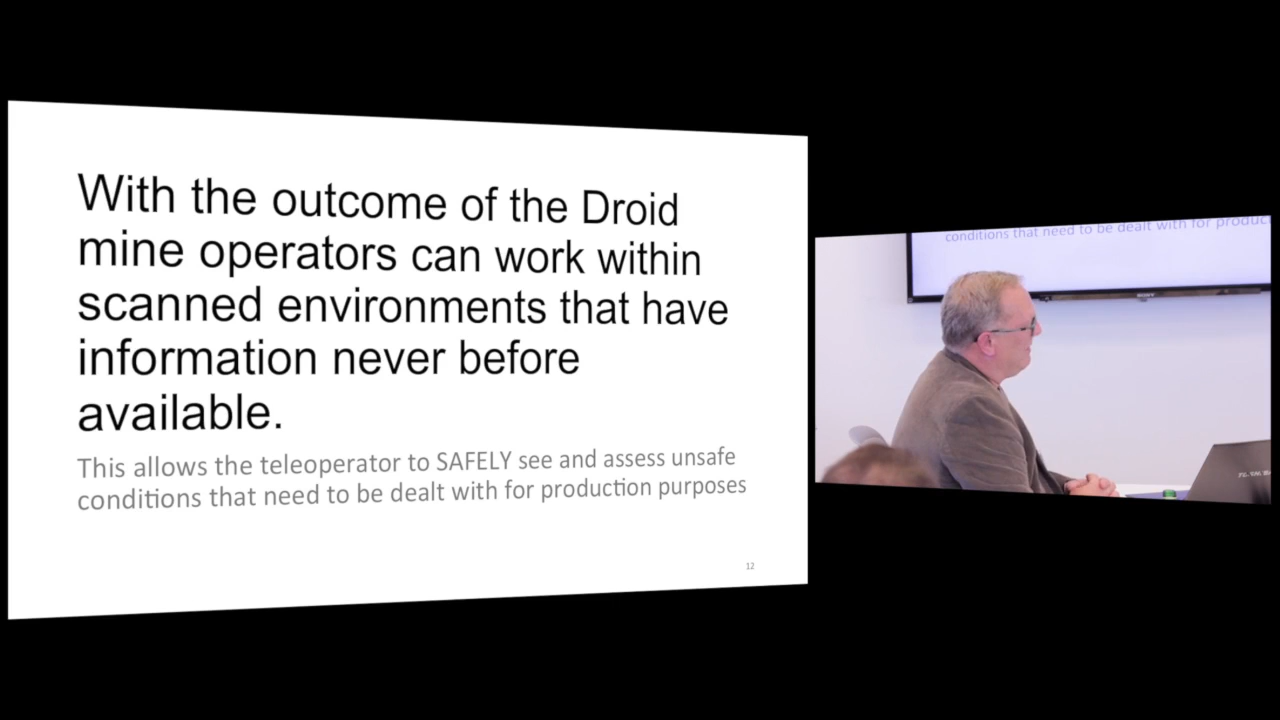 With the outcome of the Droid
mine operators can work within
scanned environments that have
information never before
available.
This allows the teleoperator to SAFELY see and assess unsafe
conditions that need to be dealt with for production purposes
12
conditions that need to be dealt with for produc
SONY